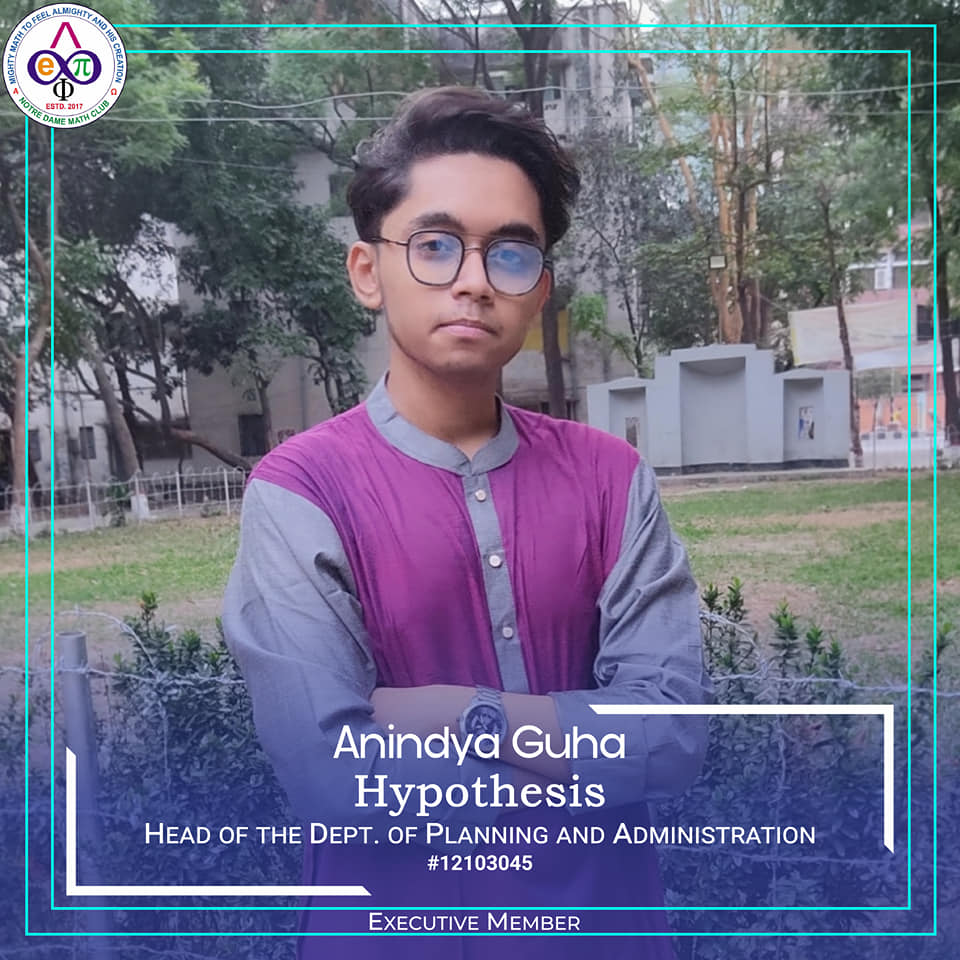 MIGHTY MATH TO FEEL ALMIGHTY AND HIS CREATION
e π
Φ
Α Ω
ESTD. 2017
NOTRE DAME MATH CLUB
Anindya Guha
Hypothesis
HEAD OF THE DEPT. OF PLANNING AND ADMINISTRATION
#12103045
EXECUTIVE MEMBER